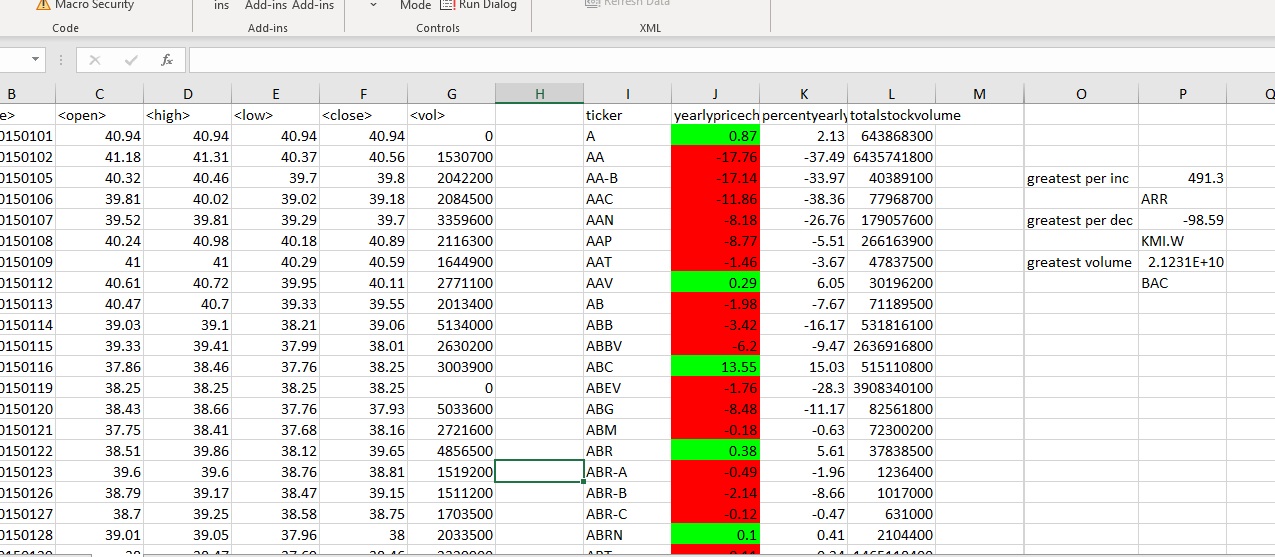 Macro Security ins Add-ins Add-ins Mode Run Dialog Refresh Data
Code Add-ins Controls XML
fx
B C D E F G H I J K L M O P Q
e> <open> <high> <low> <close> <vol> ticker yearlypricech percentyearly totalstockvolume
0150101 40.94 40.94 40.94 40.94 0 A 0.87 2.13 643868300
0150102 41.18 41.31 40.37 40.56 1530700 AA -17.76 -37.49 6435741800
0150105 40.32 40.46 39.7 39.8 2042200 AA-B -17.14 -33.97 40389100 greatest per inc 491.3
0150106 39.81 40.02 39.02 39.18 2084500 AAC -11.86 -38.36 77968700 ARR
0150107 39.52 39.81 39.29 39.7 3359600 AAN -8.18 -26.76 179057600 greatest per dec -98.59
0150108 40.24 40.98 40.18 40.89 2116300 AAP -8.77 -5.51 266163900 KMI.W
0150109 41 41 40.29 40.59 1644900 AAT -1.46 -3.67 47837500 greatest volume 2.1231E+10
0150112 40.61 40.72 39.95 40.11 2771100 AAV 0.29 6.05 30196200 BAC
0150113 40.47 40.7 39.33 39.55 2013400 AB -1.98 -7.67 71189500
0150114 39.03 39.1 38.21 39.06 5134000 ABB -3.42 -16.17 531816100
0150115 39.33 39.41 37.99 38.01 2630200 ABBV -6.2 -9.47 2636916800
0150116 37.86 38.46 37.76 38.25 3003900 ABC 13.55 15.03 515110800
0150119 38.25 38.25 38.25 38.25 0 ABEV -1.76 -28.3 3908340100
0150120 38.43 38.66 37.76 37.93 5033600 ABG -8.48 -11.17 82561800
0150121 37.75 38.41 37.68 38.16 2721600 ABM -0.18 -0.63 72300200
0150122 38.51 39.86 38.12 39.65 4856500 ABR 0.38 5.61 37838500
0150123 39.6 39.6 38.76 38.81 1519200 ABR-A -0.49 -1.96 1236400
0150126 38.79 39.17 38.47 39.15 1511200 ABR-B -2.14 -8.66 1017000
0150127 38.7 39.25 38.58 38.75 1703500 ABR-C -0.12 -0.47 631000
0150128 39.01 39.05 37.96 38 2033500 ABRN 0.1 0.41 2104400